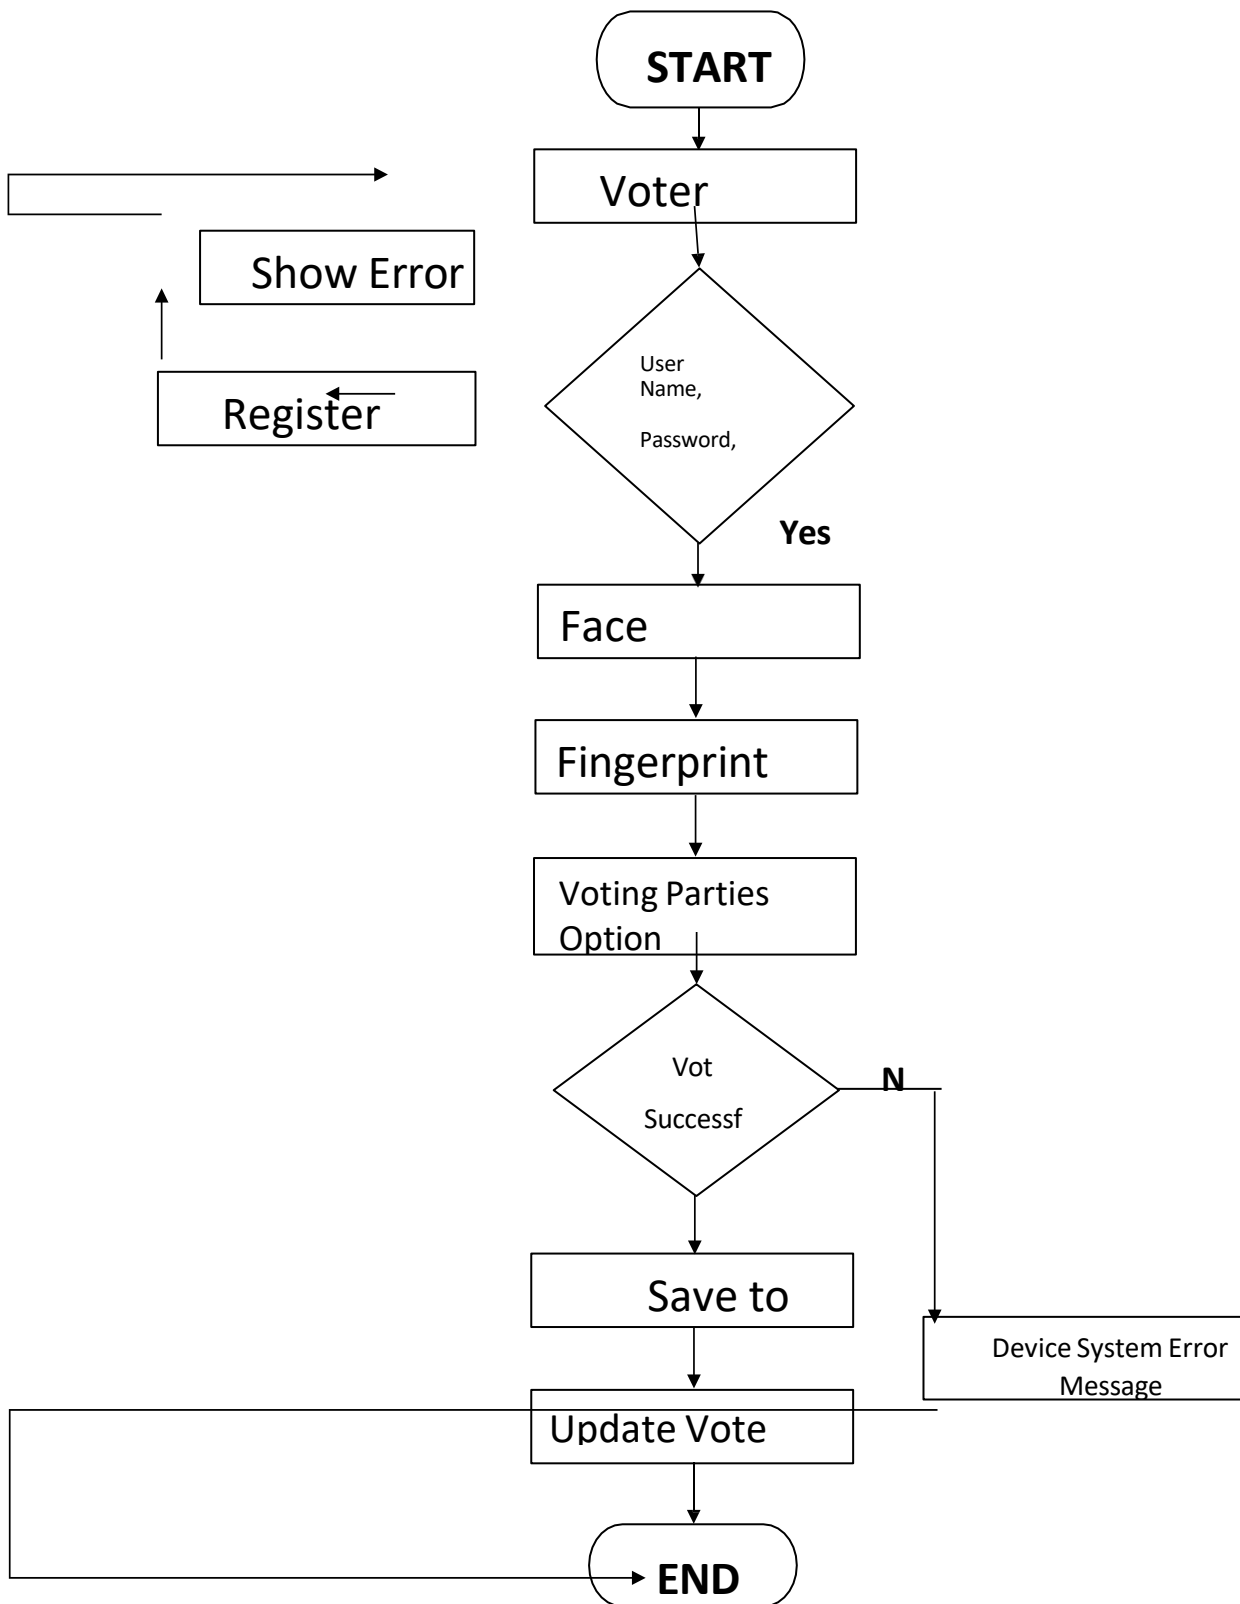 START
Voter
Show Error
User
Name,
Password,
Register
Yes
Face
Fingerprint
Voting Parties
Option
Vot
Successf
N
Save to
Device System Error
Message
Update Vote
END